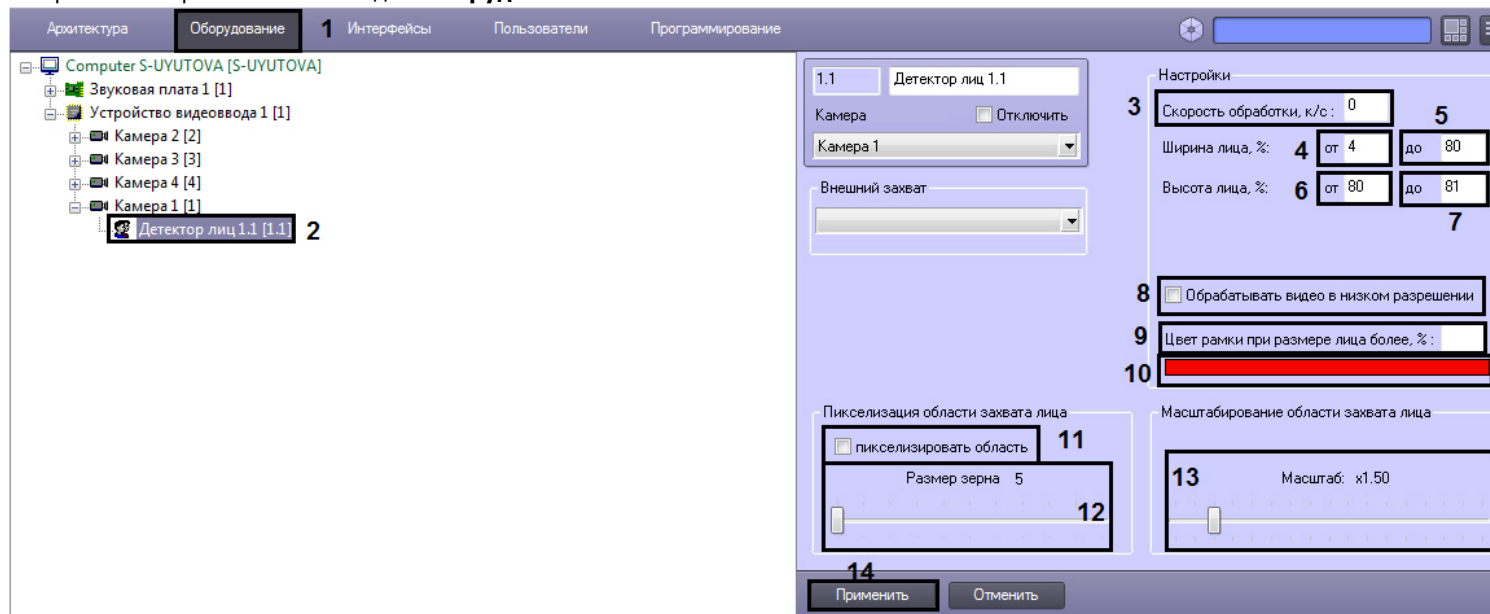 Архитектура Оборудование 1 Интерфейсы Пользователи Программирование
Computer S-UYUTOVA [S-UYUTOVA]
Звуковая плата 1 [1]
Устройство видеоввода 1 [1]
Камера 2 [2]
Камера 3 [3]
Камера 4 [4]
Камера 1 [1]
Детектор лиц 1.1 [1.1] 2
1.1 Детектор лиц 1.1
Камера Отключить
Камера 1
Внешний захват
Настройки
3 Скорость обработки, к/с : 0
5
Ширина лица, %: 4 от 4 до 80
Высота лица, %: 6 от 80 до 81
7
8 Обрабатывать видео в низком разрешении
9 Цвет рамки при размере лица более, % :
10
Пикселизация области захвата лица
пикселизировать область 11
Размер зерна 5
12
Масштабирование области захвата лица
13 Масштаб: x1.50
14
Применить Отменить